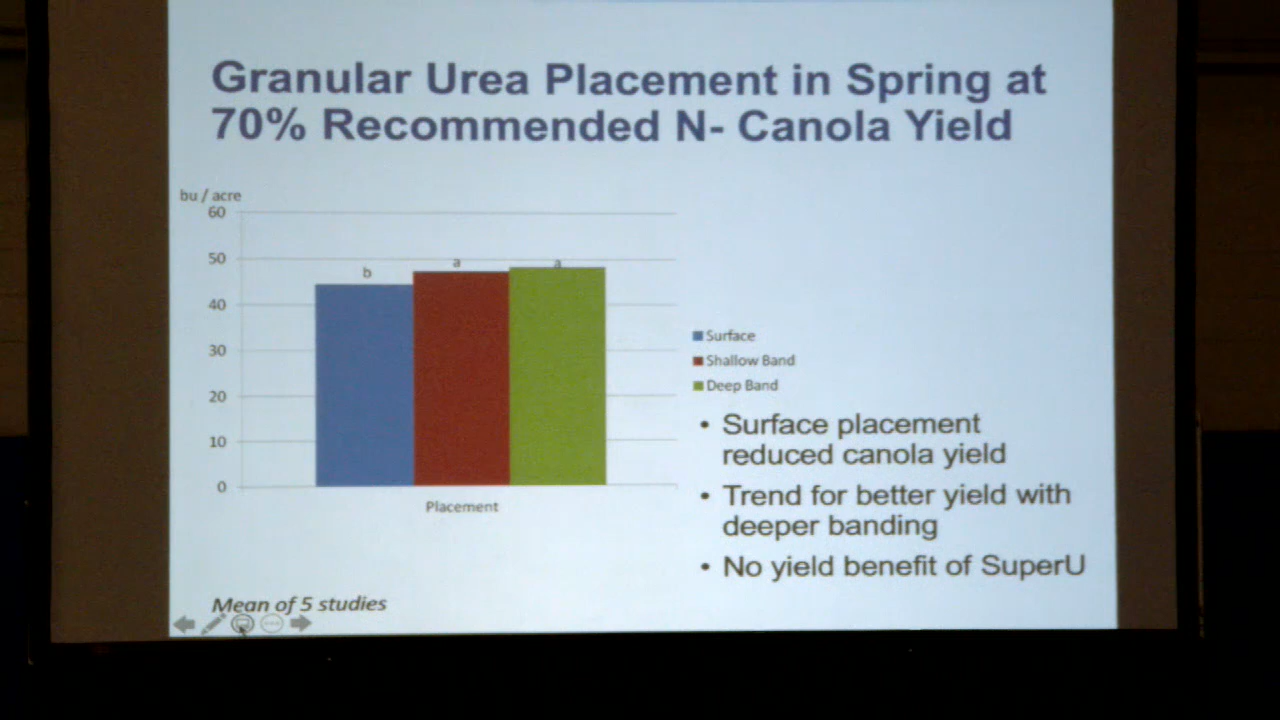 Granular Urea Placement in Spring at
70% Recommended N- Canola Yield
bu / acre
60
50
40
30
20
10
0
b
a
a
Placement
Surface
Shallow Band
Deep Band
• Surface placement
reduced canola yield
• Trend for better yield with
deeper banding
• No yield benefit of SuperU
Mean of 5 studies